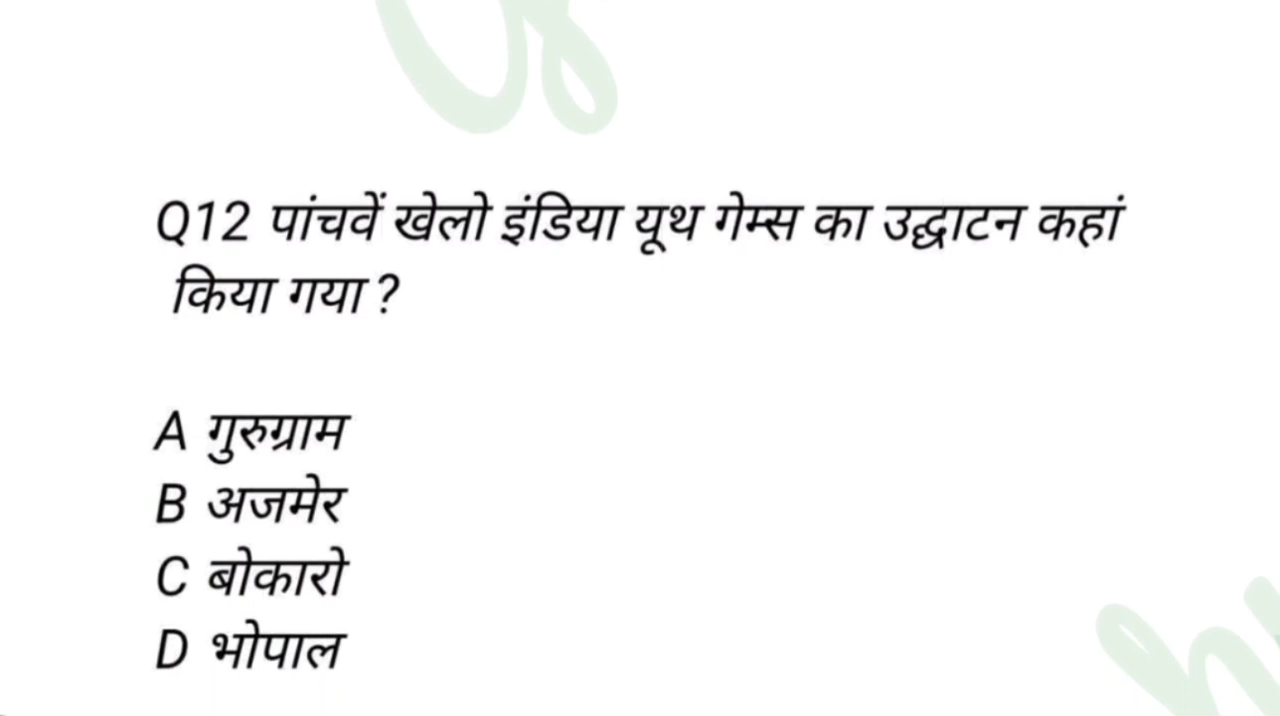 Q12 पांचवें खेलो इंडिया यूथ गेम्स का उद्घाटन कहां
किया गया ?
A गुरुग्राम
B अजमेर
C बोकारो
D भोपाल